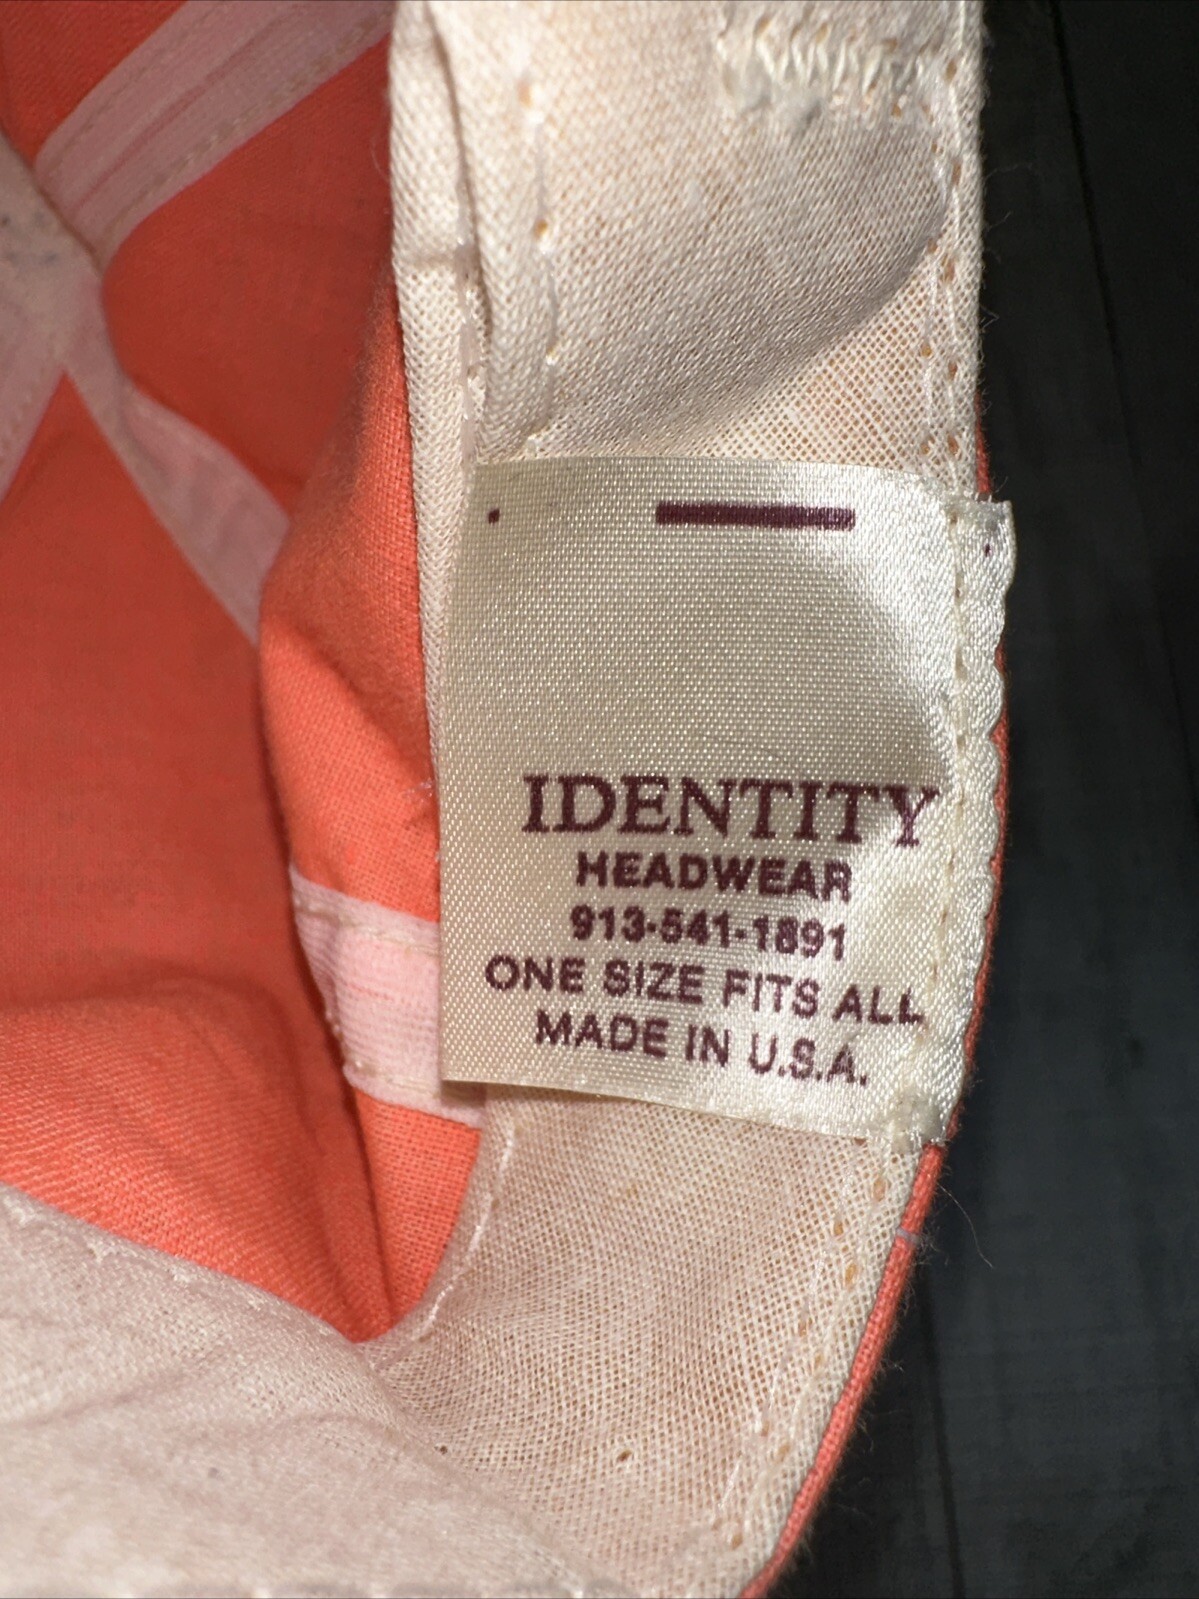 IDENTITY
HEADWEAR
913-541-1891
ONE SIZE FITS ALL
MADE IN U.S.A.